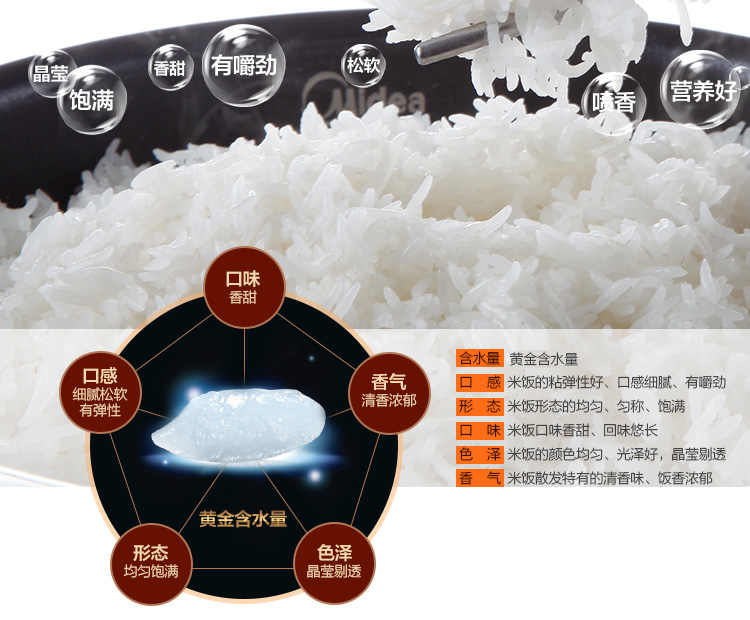 晶莹
饱满
香甜
有嚼劲
松软
喷香
营养好
Midea
口味
香甜
口感
细腻松软
有弹性
香气
清香浓郁
黄金含水量
形态
均匀饱满
色泽
晶莹剔透
含水量 黄金含水量
口 感 米饭的粘弹性好、口感细腻、有嚼劲
形 态 米饭形态的均匀、匀称、饱满
口 味 米饭口味香甜、回味悠长
色 泽 米饭的颜色均匀、光泽好，晶莹剔透
香 气 米饭散发特有的清香味、饭香浓郁